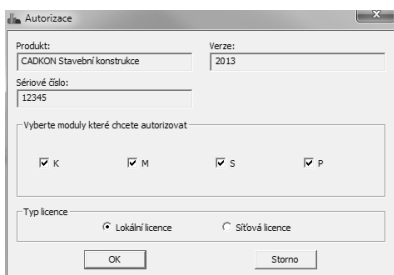 Autorizace
Produkt:
Verze:
CADKON Stavební konstrukce
2013
Sériové číslo:
12345
Vyberte moduly které chcete autorizovat
K M S P
Typ licence
Lokální licence Síťová licence
OK Storno